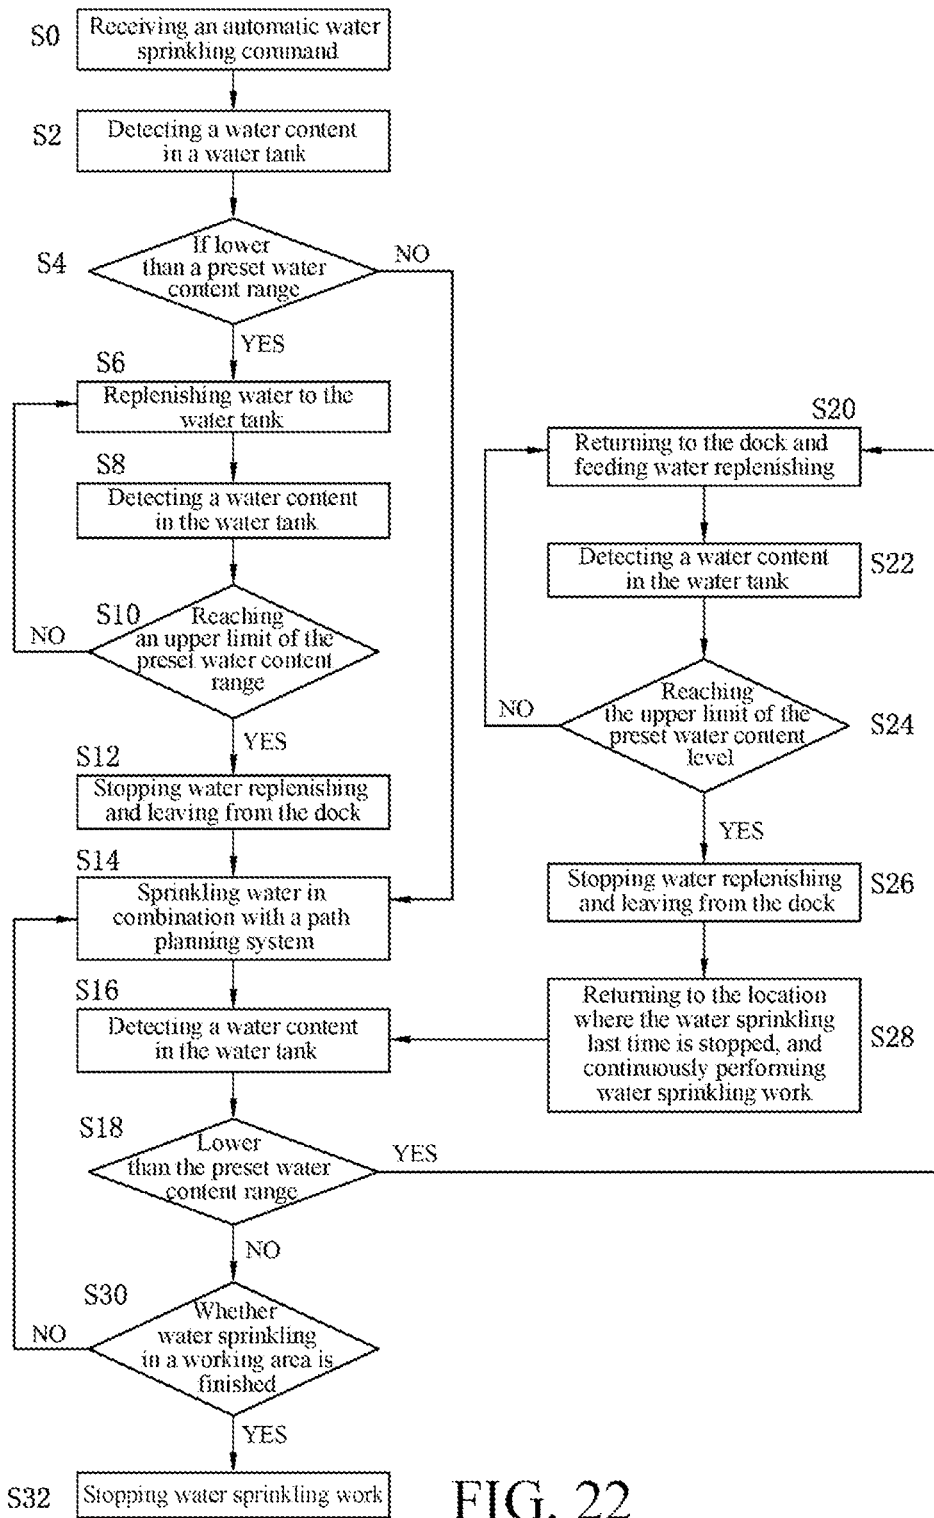 S0
Receiving an automatic water
sprinkling command
S2
Detecting a water content
in a water tank
S4
If lower
than a preset water
content range
NO
YES
S6
Replenishing water to the
water tank
S8
Detecting a water content
in the water tank
S10
Reaching
an upper limit of the
preset water content
range
NO
YES
S12
Stopping water replenishing
and leaving from the dock
S14
Sprinkling water in
combination with a path
planning system
S16
Detecting a water content
in the water tank
S18
Lower
than the preset water
content range
YES
NO
S30
Whether
water sprinkling
in a working area is
finished
NO
YES
S32
Stopping water sprinkling work
S20
Returning to the dock and
feeding water replenishing
Detecting a water content
in the water tank
S22
Reaching
the upper limit of the
preset water content
level
S24
NO
YES
Stopping water replenishing
and leaving from the dock
S26
Returning to the location
where the water sprinkling
last time is stopped, and
continuously performing
water sprinkling work
S28
FIG. 22